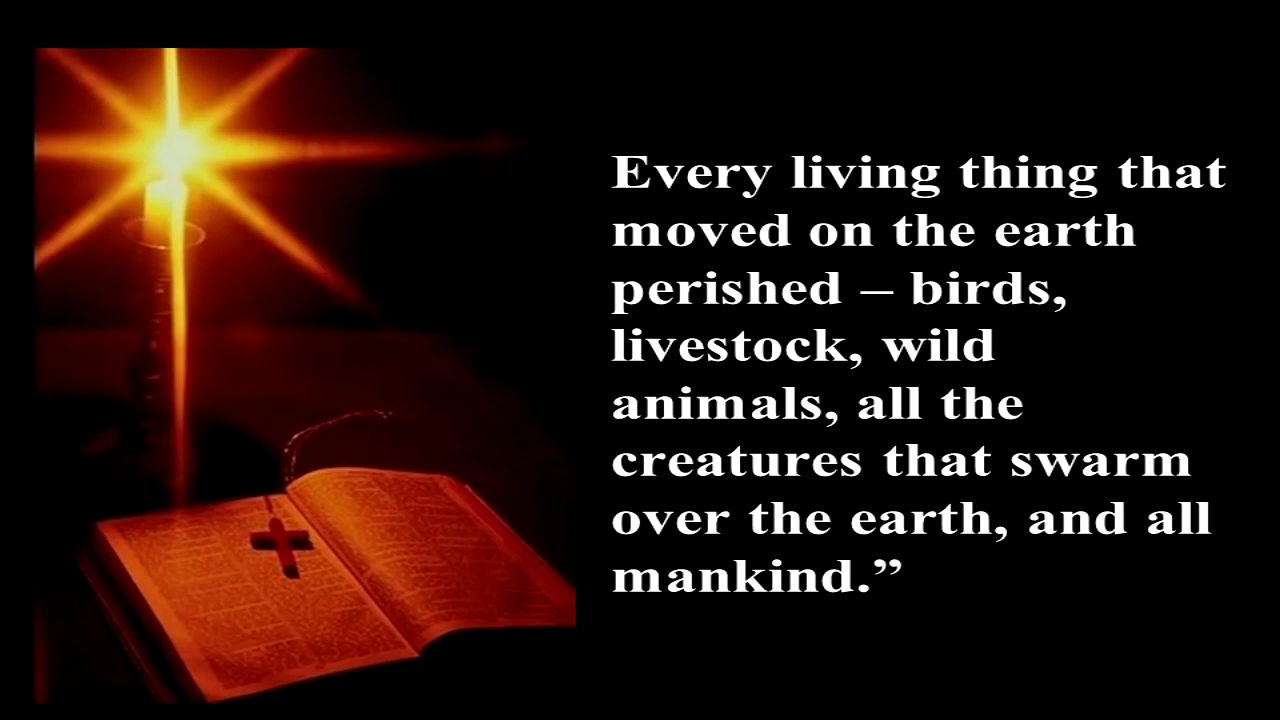 Every living thing that
moved on the earth
perished – birds,
livestock, wild
animals, all the
creatures that swarm
over the earth, and all
mankind.”